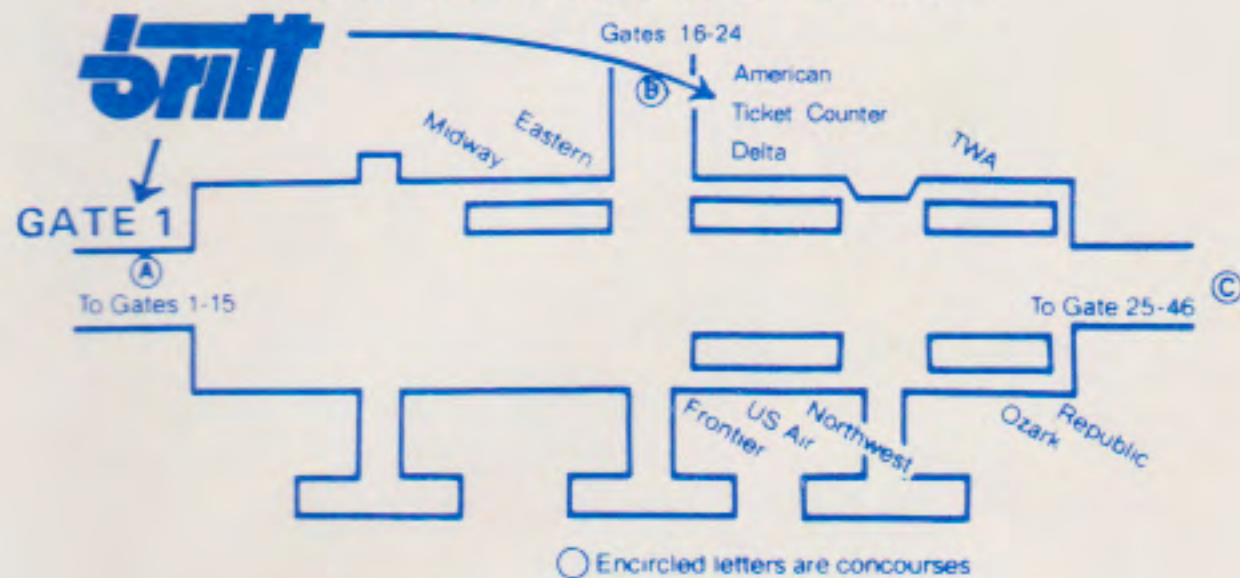 britt
Gates 16-24
B
American
Ticket Counter
Delta
Midway
Eastern
TWA
GATE 1
A
To Gates 1-15
C
To Gate 25-46
Frontier
US Air
Northwest
Ozark
Republic
Encircled letters are concourses